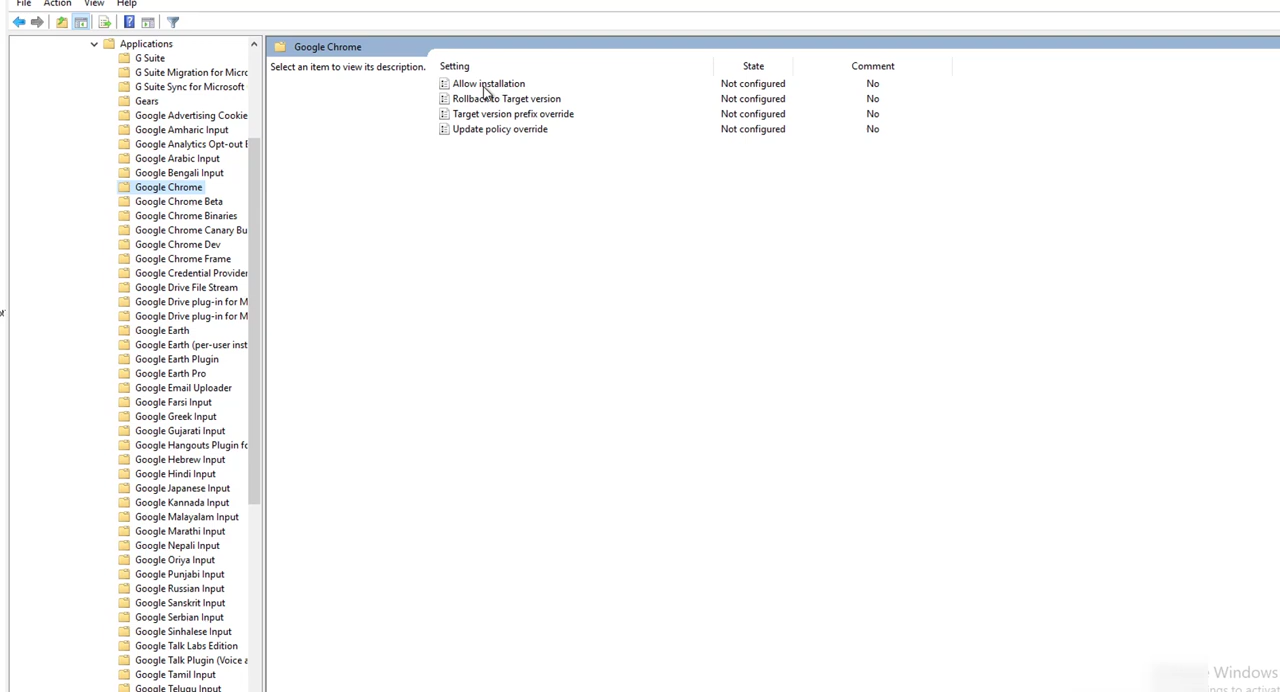 File Action View Help
Applications
G Suite
G Suite Migration for Micrc
G Suite Sync for Microsoft
Gears
Google Advertising Cookie
Google Amharic Input
Google Analytics Opt-out
Google Arabic Input
Google Bengali Input
Google Chrome
Google Chrome Beta
Google Chrome Binaries
Google Chrome Canary Bu
Google Chrome Dev
Google Chrome Frame
Google Credential Provider
Google Drive File Stream
Google Drive plug-in for M
Google Drive plug-in for M
Google Earth
Google Earth (per-user inst
Google Earth Plugin
Google Earth Pro
Google Email Uploader
Google Farsi Input
Google Greek Input
Google Gujarati Input
Google Hangouts Plugin fc
Google Hebrew Input
Google Hindi Input
Google Japanese Input
Google Kannada Input
Google Malayalam Input
Google Marathi Input
Google Nepali Input
Google Oriya Input
Google Punjabi Input
Google Russian Input
Google Sanskrit Input
Google Serbian Input
Google Sinhalese Input
Google Talk Labs Edition
Google Talk Plugin (Voice a
Google Tamil Input
Google Telugu Input
Google Chrome
Select an item to view its description.
Setting State Comment
Allow installation Not configured No
Rollback to Target version Not configured No
Target version prefix override Not configured No
Update policy override Not configured No
Windows